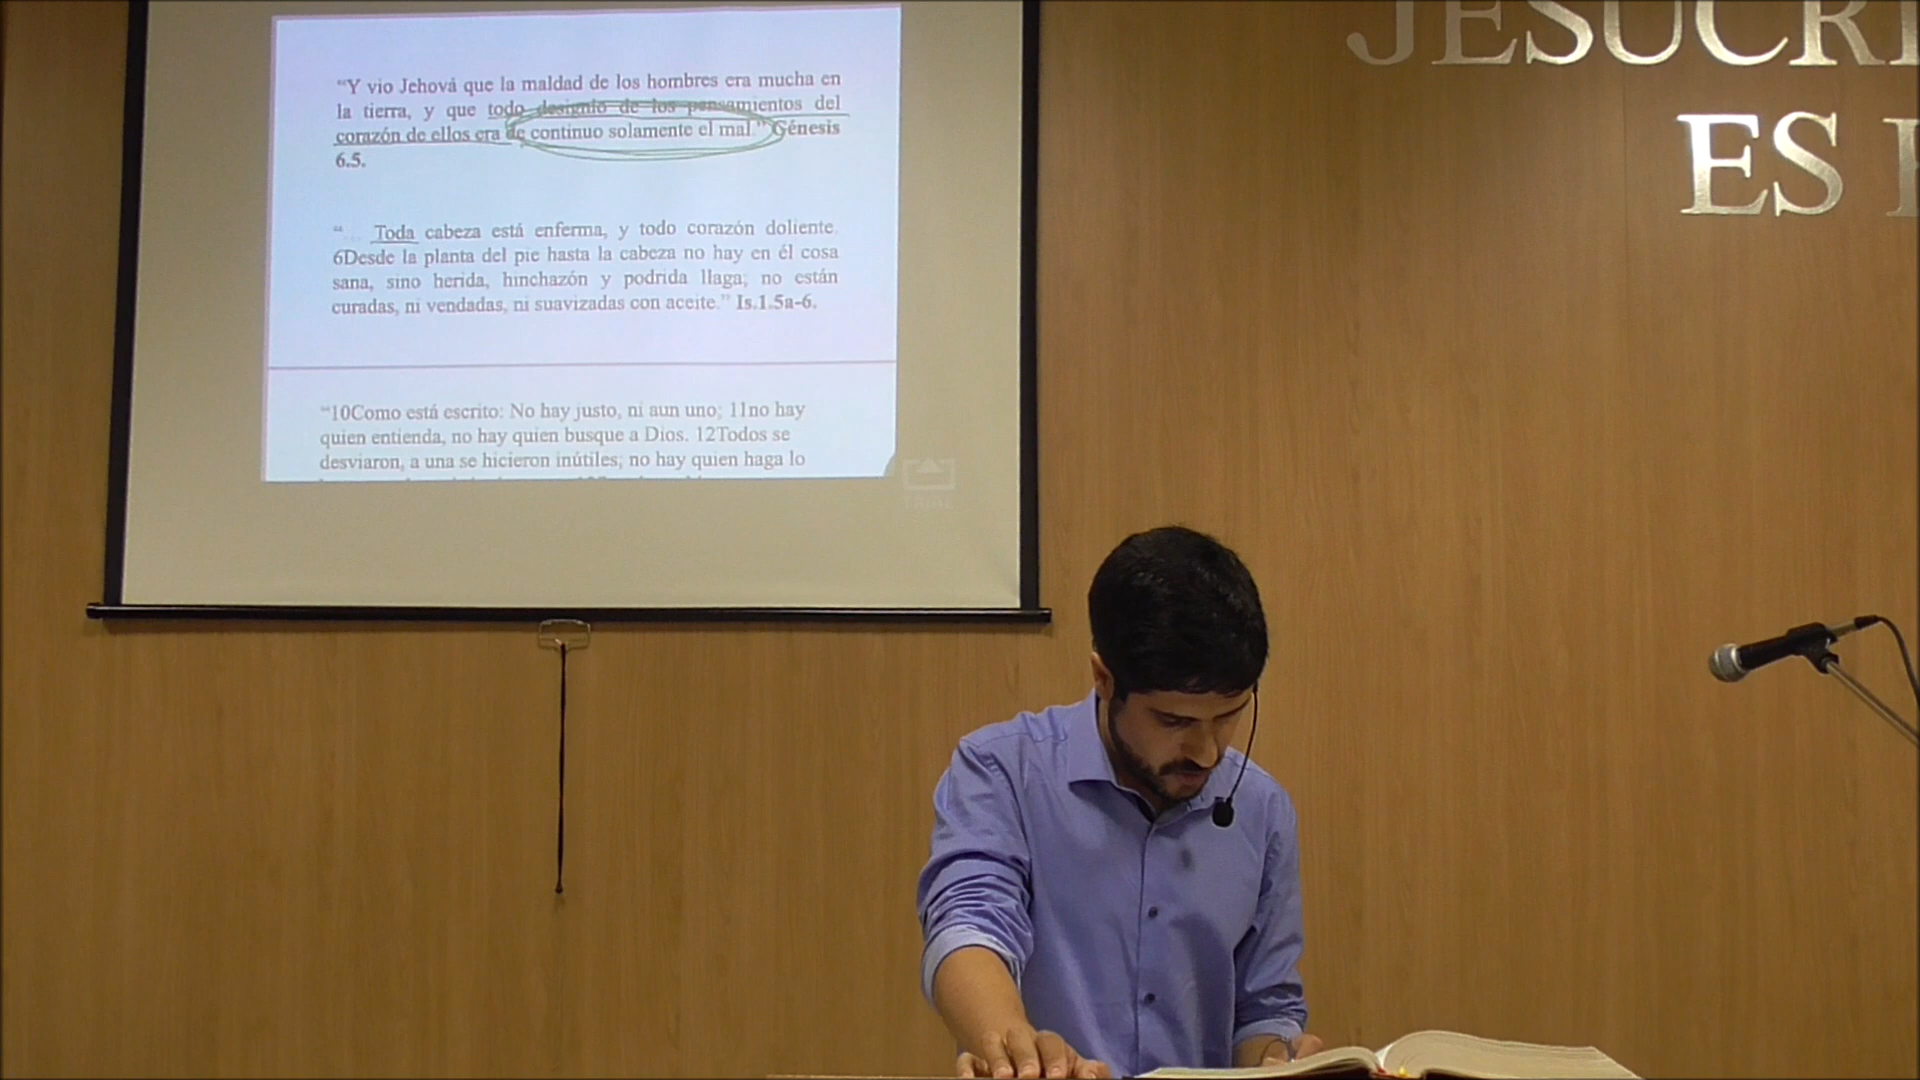 “Y vio Jehová que la maldad de los hombres era mucha en
la tierra, y que todo designio de los pensamientos del
corazón de ellos era de continuo solamente el mal.” Génesis
6.5.
“... Toda cabeza está enferma, y todo corazón doliente.
6Desde la planta del pie hasta la cabeza no hay en él cosa
sana, sino herida, hinchazón y podrida llaga; no están
curadas, ni vendadas, ni suavizadas con aceite.” Is.1.5a-6.
“10Como está escrito: No hay justo, ni aun uno; 11no hay
quien entienda, no hay quien busque a Dios. 12Todos se
desviaron, a una se hicieron inútiles; no hay quien haga lo
JESUCRI
ES